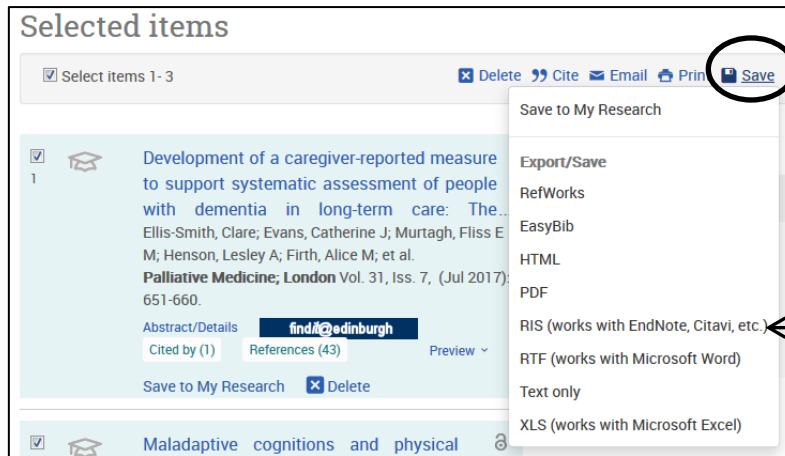 Selected items
Select items 1- 3
Delete Cite Email Print Save
Save to My Research
Export/Save
RefWorks
EasyBib
HTML
PDF
RIS (works with EndNote, Citavi, etc.)
RTF (works with Microsoft Word)
Text only
XLS (works with Microsoft Excel)
1
Development of a caregiver-reported measure
to support systematic assessment of people
with dementia in long-term care: The...
Ellis-Smith, Clare; Evans, Catherine J; Murtagh, Fliss E
M; Henson, Lesley A; Firth, Alice M; et al.
Palliative Medicine; London Vol. 31, Iss. 7, (Jul 2017):
651-660.
Abstract/Details find it@edinburgh
Cited by (1) References (43) Preview
Save to My Research Delete
Maladaptive cognitions and physical